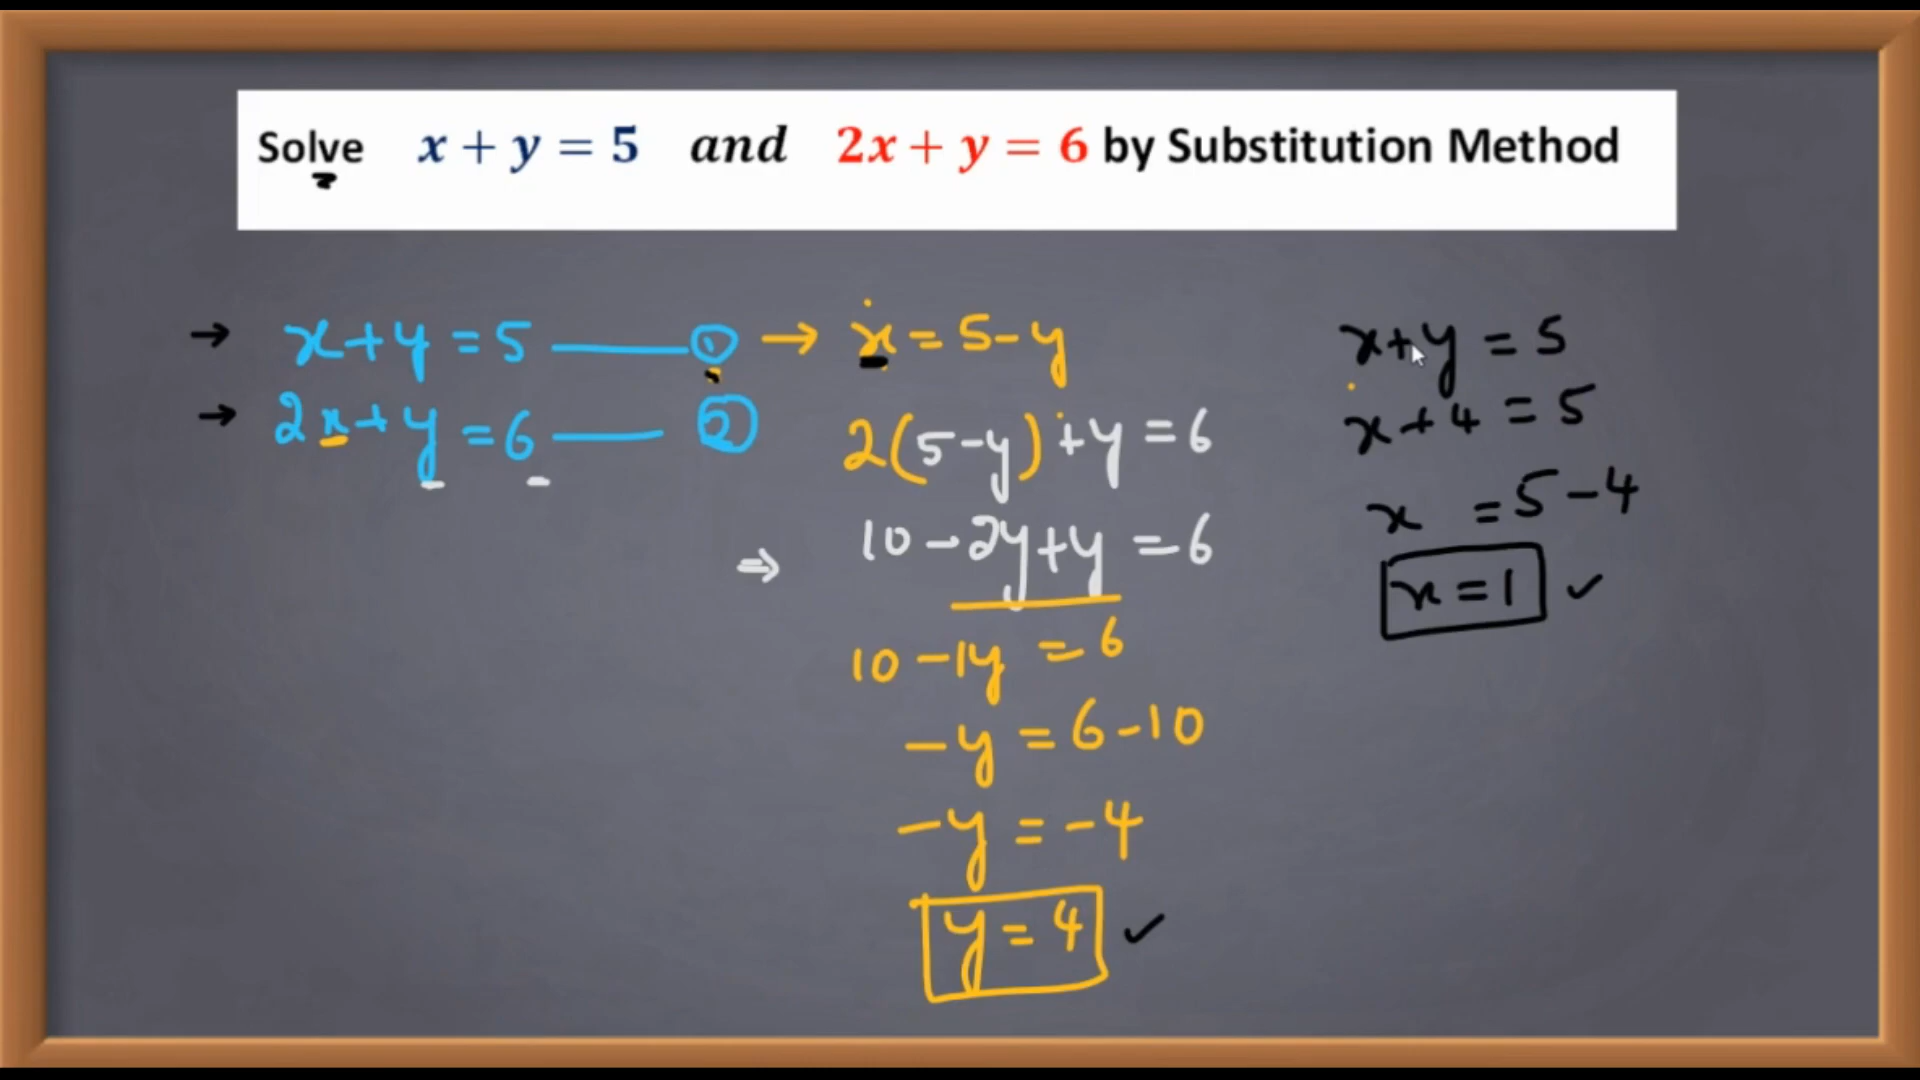 Solve x + y = 5 and 2x + y = 6 by Substitution Method
→ x+y = 5 —— ① → x = 5-y
→ 2x+y = 6 —— ②
2(5-y)+y = 6
⇒ 10-2y+y = 6
10-1y = 6
-y = 6-10
-y = -4
y = 4 ✓
x+y = 5
x+4 = 5
x = 5-4
x = 1 ✓